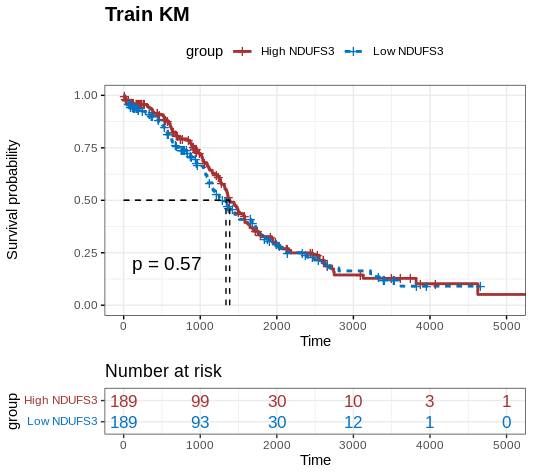 Train KM
group High NDUFS3 Low NDUFS3
Survival probability
1.00
0.75
0.50
0.25
0.00
p = 0.57
0 1000 2000 3000 4000 5000
Time
Number at risk
group
High NDUFS3 189 99 30 10 3 1
Low NDUFS3 189 93 30 12 1 0
0 1000 2000 3000 4000 5000
Time